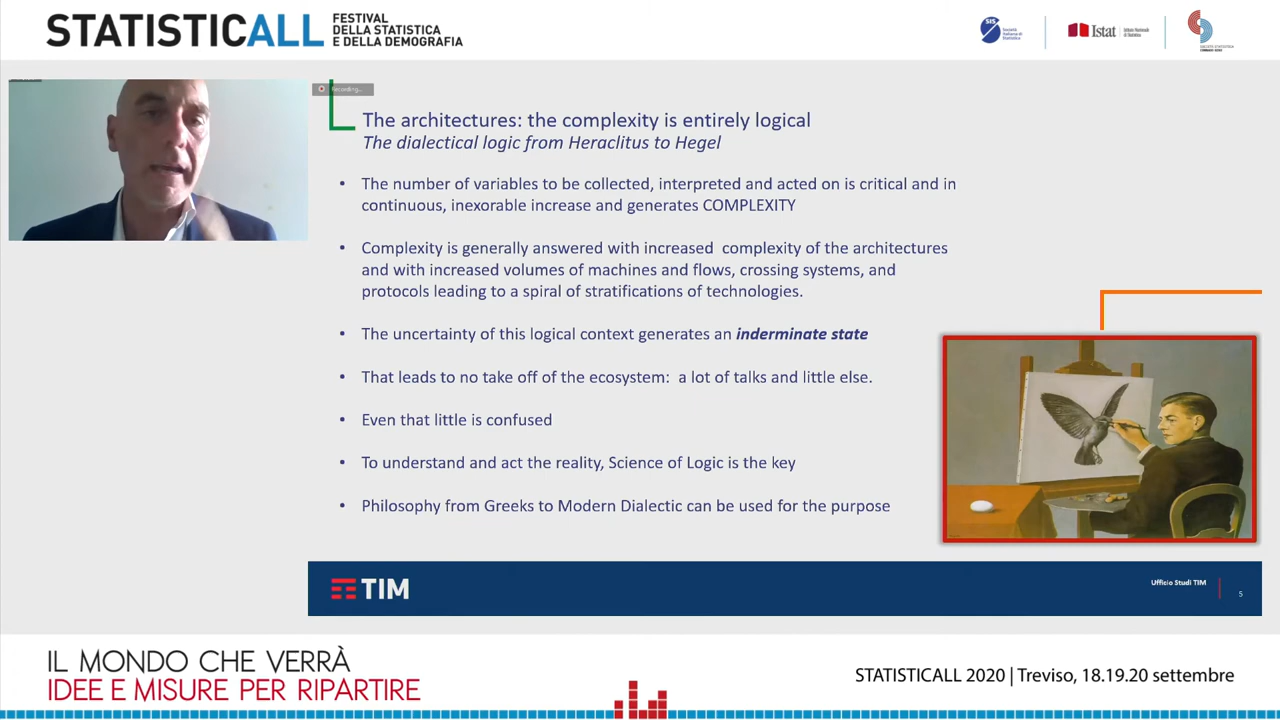 STATISTICALL
FESTIVAL
DELLA STATISTICA
E DELLA DEMOGRAFIA
SIS
Società
Italiana di
Statistica
Istat
Recording...
The architectures: the complexity is entirely logical
The dialectical logic from Heraclitus to Hegel
• The number of variables to be collected, interpreted and acted on is critical and in
continuous, inexorable increase and generates COMPLEXITY
• Complexity is generally answered with increased complexity of the architectures
and with increased volumes of machines and flows, crossing systems, and
protocols leading to a spiral of stratifications of technologies.
• The uncertainty of this logical context generates an inderminate state
• That leads to no take off of the ecosystem: a lot of talks and little else.
• Even that little is confused
• To understand and act the reality, Science of Logic is the key
• Philosophy from Greeks to Modern Dialectic can be used for the purpose
TIM
Ufficio Studi TIM
5
IL MONDO CHE VERRÀ
IDEE E MISURE PER RIPARTIRE
STATISTICALL 2020 | Treviso, 18.19.20 settembre